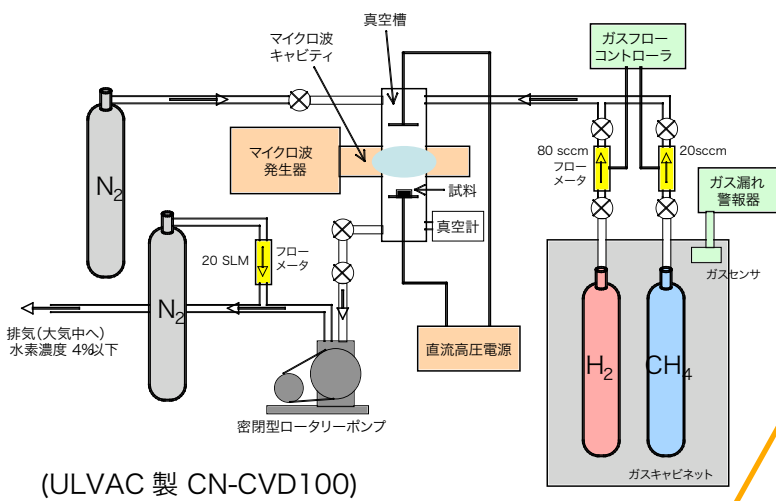 真空槽
マイクロ波
キャビティ
ガスフロー
コントローラ
N2
マイクロ波
発生器
80 sccm
フロー
メータ
20sccm
ガス漏れ
警報器
試料
真空計
20 SLM
フロー
メータ
ガスセンサ
N2
排気(大気中へ)
水素濃度 4%以下
直流高圧電源
H2
CH4
密閉型ロータリーポンプ
ガスキャビネット
(ULVAC 製 CN-CVD100)